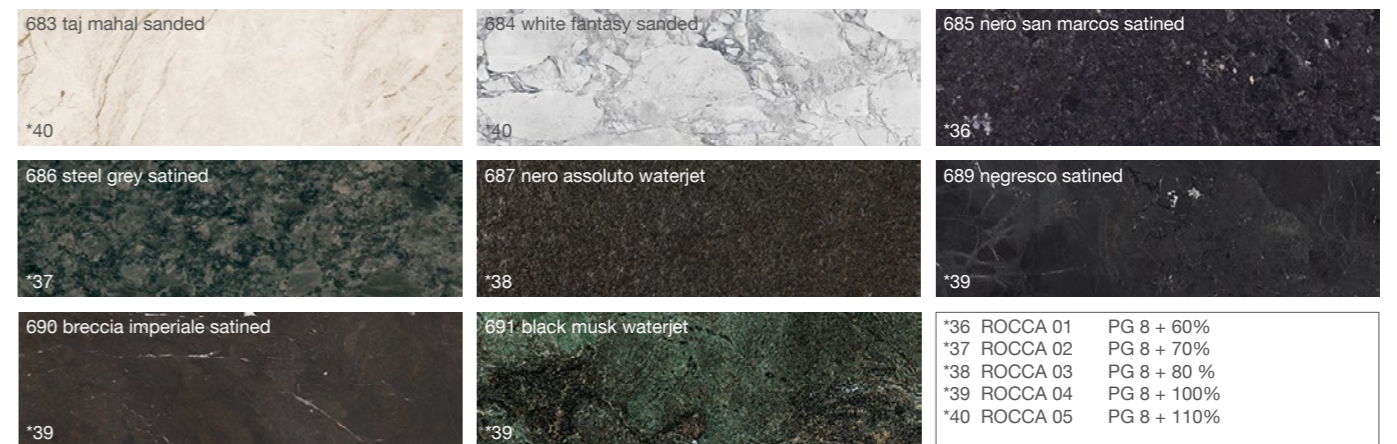 683 taj mahal sanded
*40
684 white fantasy sanded
*40
685 nero san marcos satined
*36
686 steel grey satined
*37
687 nero assoluto waterjet
*38
689 negresco satined
*39
690 breccia imperiale satined
*39
691 black musk waterjet
*39
*36 ROCCA 01 PG 8 + 60%
*37 ROCCA 02 PG 8 + 70%
*38 ROCCA 03 PG 8 + 80 %
*39 ROCCA 04 PG 8 + 100%
*40 ROCCA 05 PG 8 + 110%